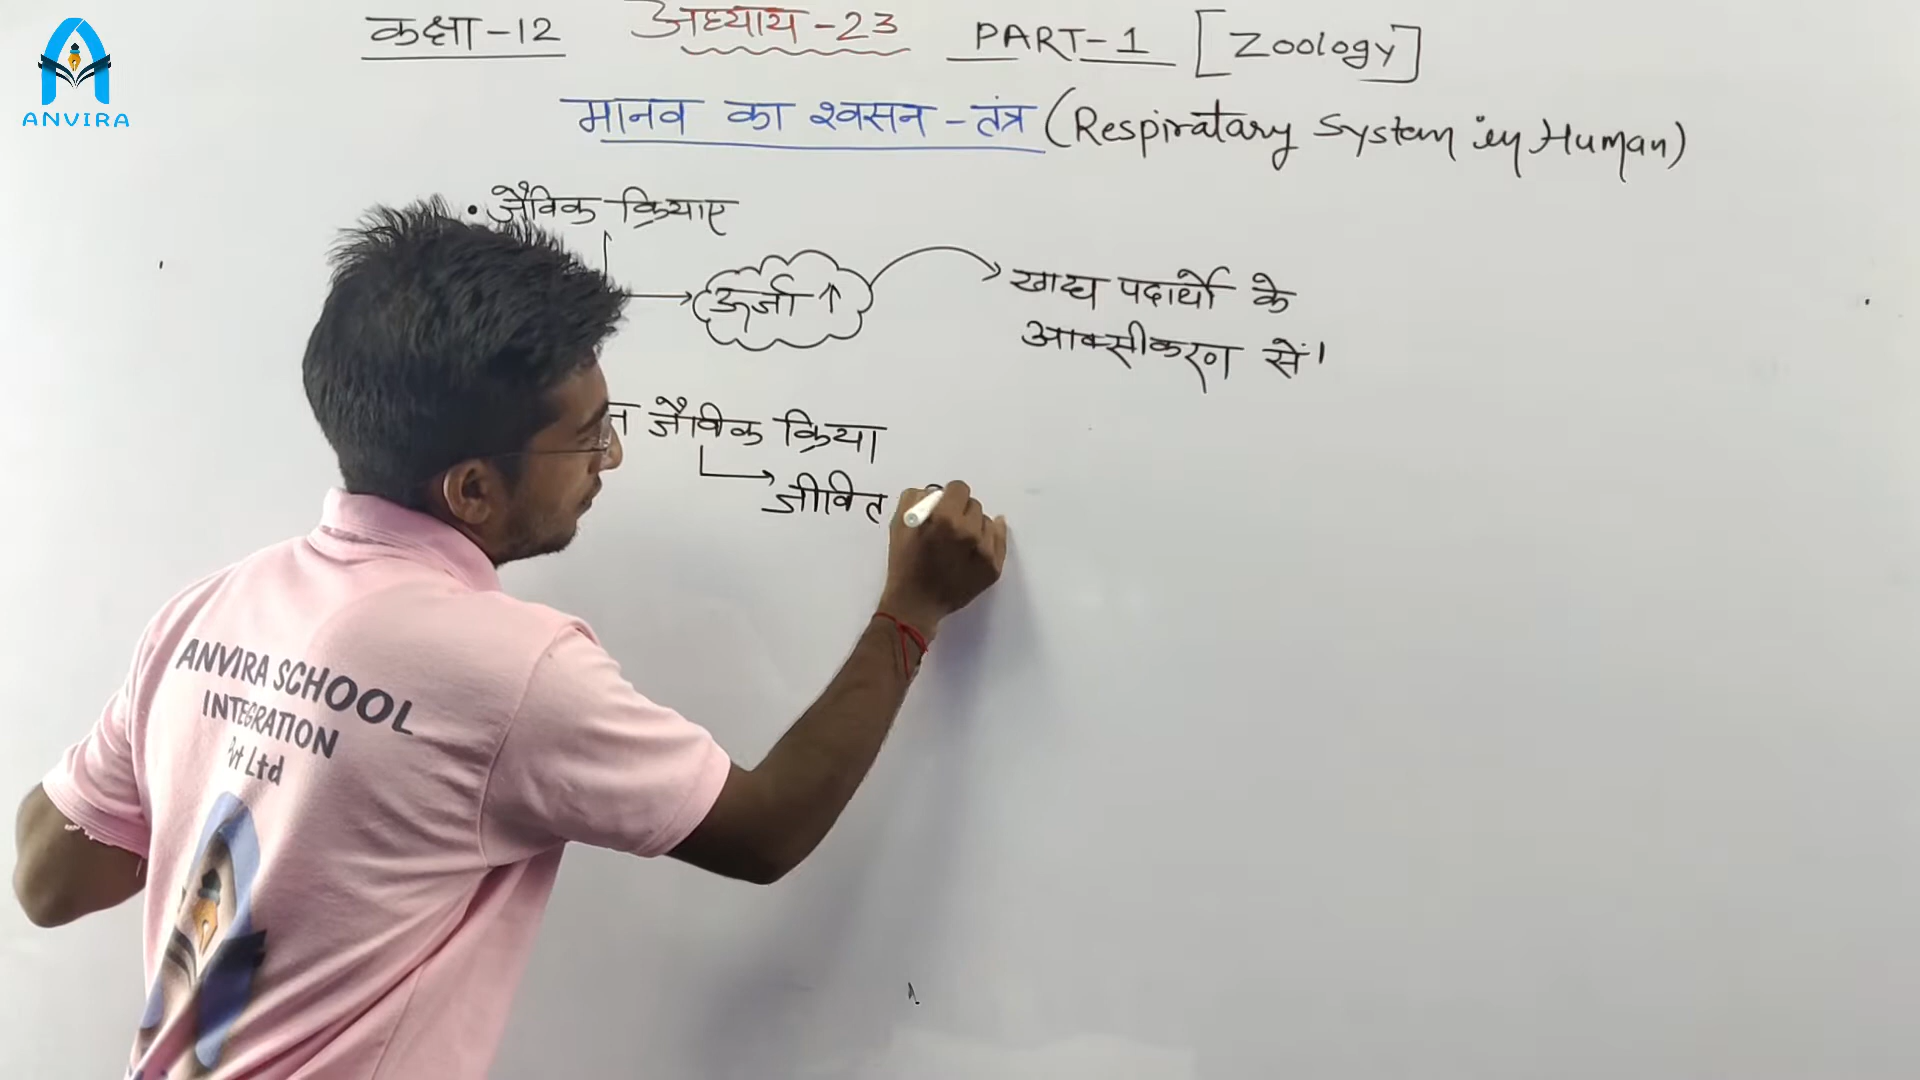 कक्षा-12 अध्याय-23 PART-1 [Zoology]
मानव का श्वसन-तंत्र (Respiratary System in Human)
• जैविक क्रियाए
ऊर्जा ↑
खाद्य पदार्थो के
आक्सीकरण सें।
जैविक क्रिया
जीवित
ANVIRA
ANVIRA SCHOOL
INTEGRATION
Pvt Ltd